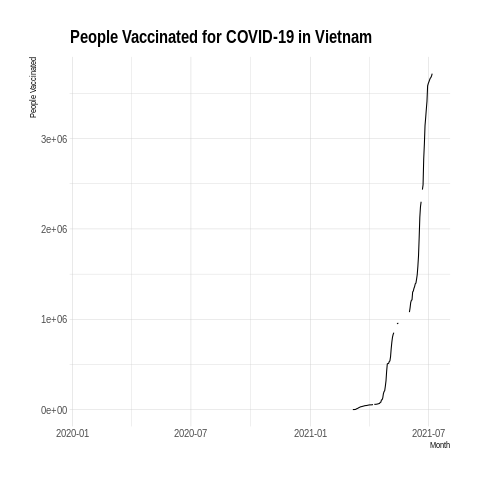 People Vaccinated for COVID-19 in Vietnam
People Vaccinated
3e+06
2e+06
1e+06
0e+00
2020-01 2020-07 2021-01 2021-07
Month